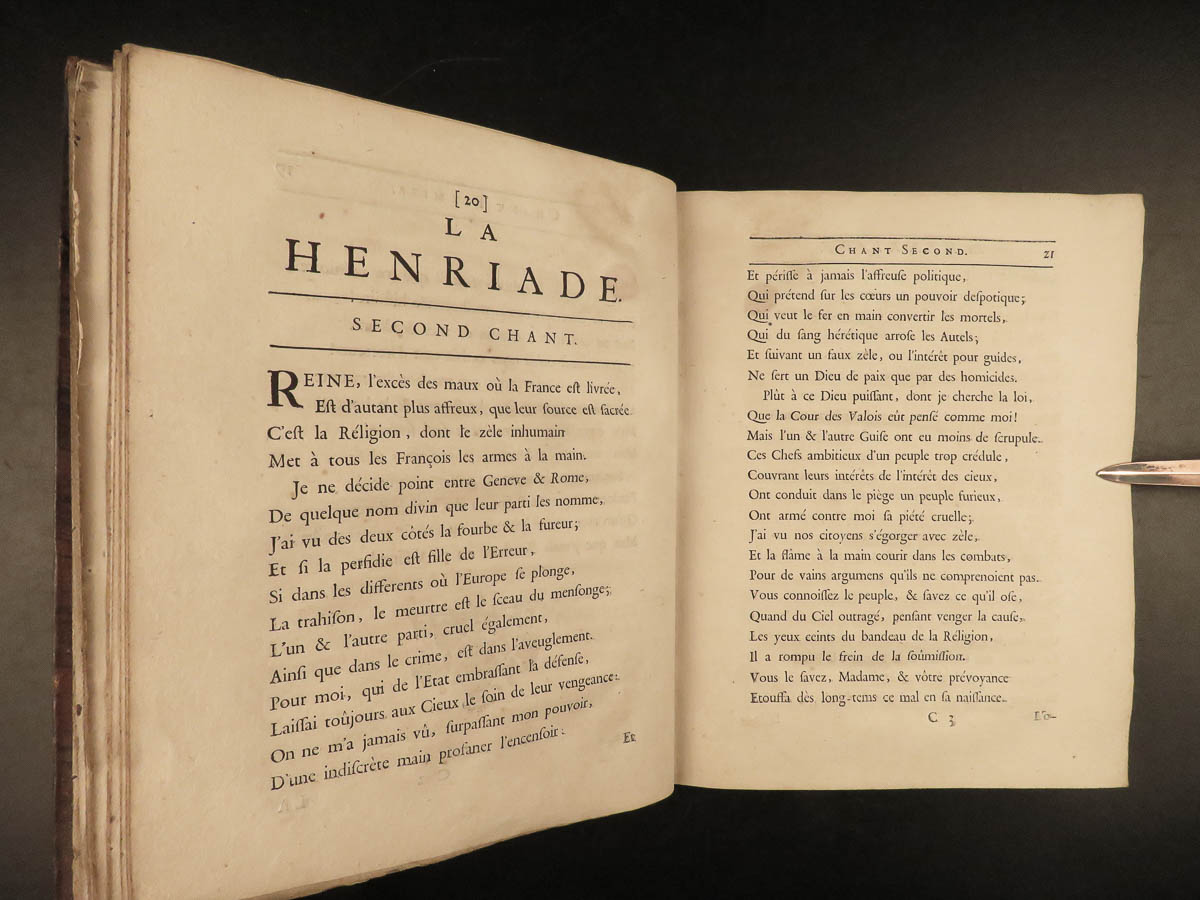 [20]
LA
HENRIADE.
SECOND CHANT.
REINE, l'excès des maux où la France eſt livrée,
Eſt d'autant plus affreux, que leur ſource eſt ſacrée
C'eſt la Réligion, dont le zèle inhumain
Met à tous les François les armes à la main.
Je ne décide point entre Geneve & Rome,
De quelque nom divin que leur parti les nomme,
J'ai vu des deux côtés la fourbe & la fureur;
Et ſi la perfidie eſt fille de l'Erreur,
Si dans les differents où l'Europe ſe plonge,
La trahiſon, le meurtre eſt le ſceau du menſonge;
L'un & l'autre parti, cruel également,
Ainſi que dans le crime, eſt dans l'aveuglement.
Pour moi, qui de l'Etat embraſſant la défenſe,
Laiſſai toûjours aux Cieux le ſoin de leur vengeance:
On ne m'a jamais vû, ſurpaſſant mon pouvoir,
D'une indiſcrète main profaner l'encenſoir:
Et
CHANT SECOND. 21
Et périſſe à jamais l'affreuſe politique,
Qui prétend ſur les cœurs un pouvoir deſpotique;
Qui veut le fer en main convertir les mortels,
Qui du ſang hérétique arroſe les Autels;
Et ſuivant un faux zèle, ou l'intérêt pour guides,
Ne ſert un Dieu de paix que par des homicides.
Plût à ce Dieu puiſſant, dont je cherche la loi,
Que la Cour des Valois eût penſé comme moi!
Mais l'un & l'autre Guiſe ont eu moins de ſcrupule.
Ces Chefs ambitieux d'un peuple trop crédule,
Couvrant leurs intérêts de l'intérêt des cieux,
Ont conduit dans le piège un peuple furieux,
Ont armé contre moi ſa piété cruelle;
J'ai vu nos citoyens s'égorger avec zèle,
Et la flâme à la main courir dans les combats,
Pour de vains argumens qu'ils ne comprenoient pas.
Vous connoiſſez le peuple, & ſavez ce qu'il oſe,
Quand du Ciel outragé, penſant venger la cauſe,
Les yeux ceints du bandeau de la Réligion,
Il a rompu le frein de la ſoûmiſſion.
Vous le ſavez, Madame, & vôtre prévoyance
Etouffa dès long-tems ce mal en ſa naiſſance.
C 3